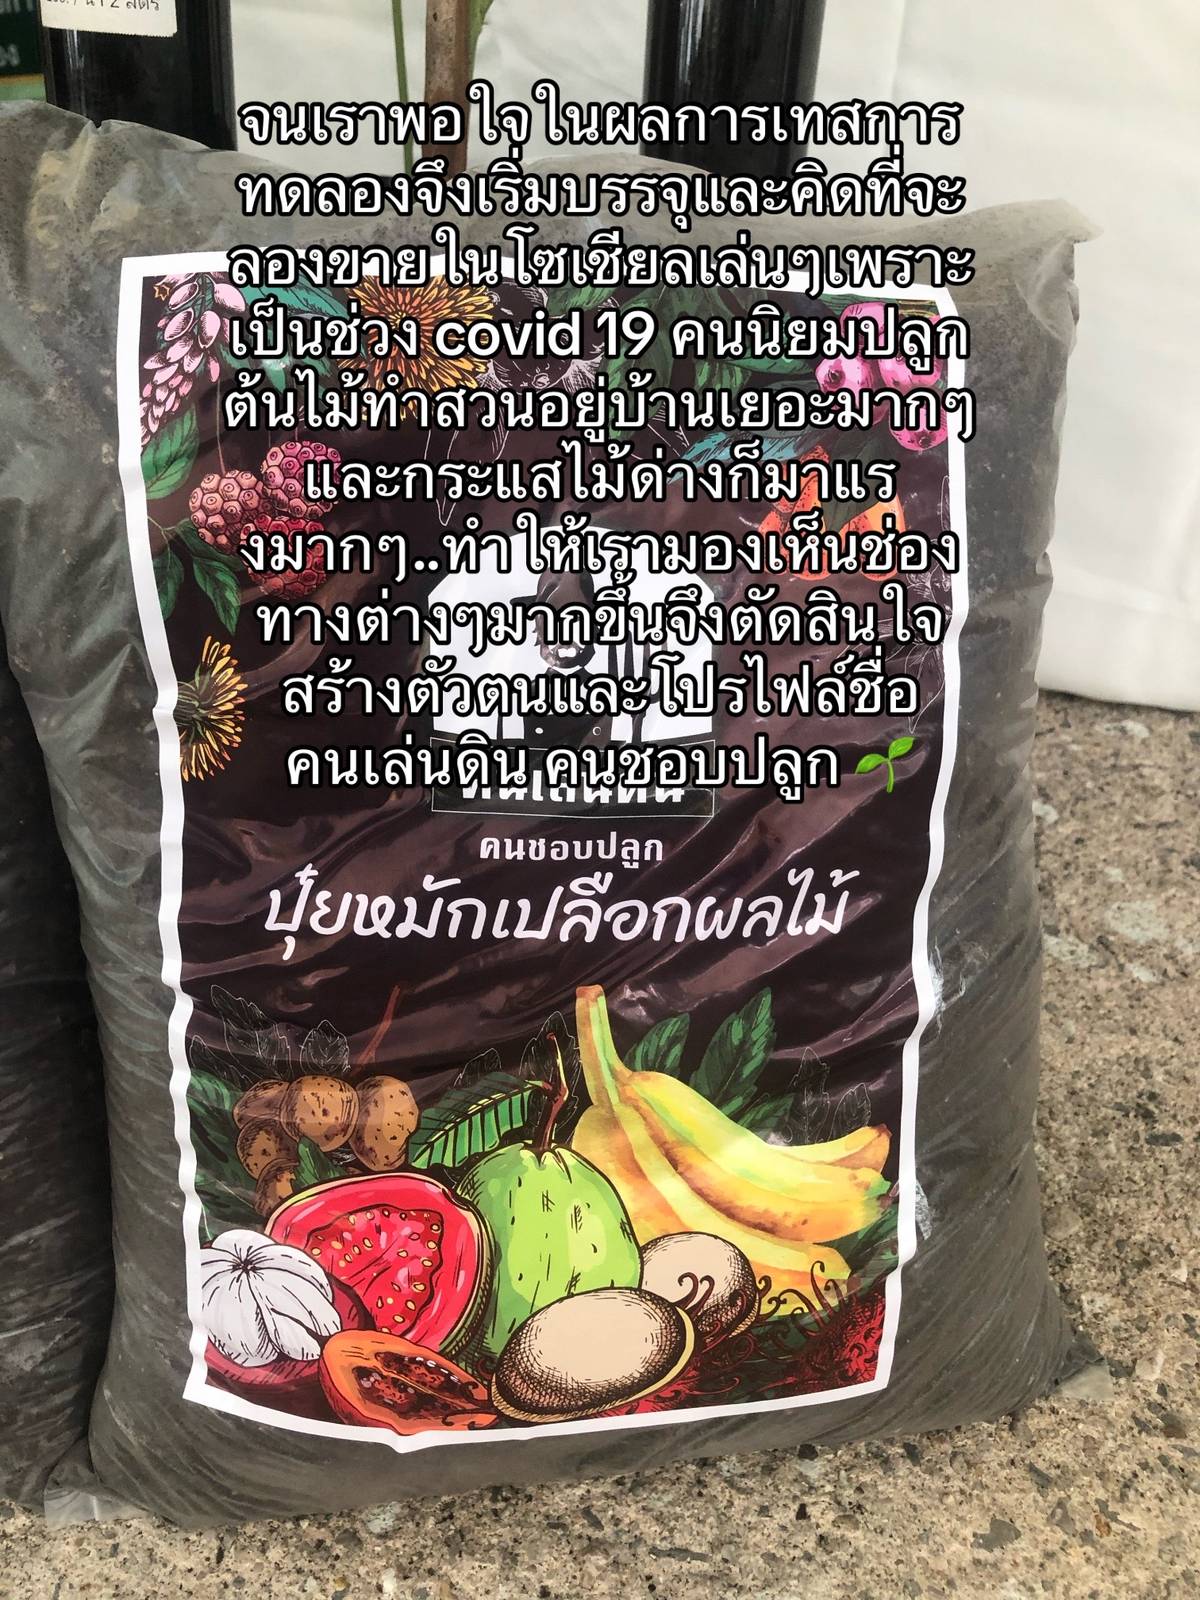 จนเราพอใจในผลการเทสการ
ทดลองจึงเริ่มบรรจุและคิดที่จะ
ลองขายในโซเชียลเล่นๆเพราะ
เป็นช่วง covid 19 คนนิยมปลูก
ต้นไม้ทำสวนอยู่บ้านเยอะมากๆ
และกระแสไม้ด่างก็มาแร
งมากๆ..ทำให้เรามองเห็นช่อง
ทางต่างๆมากขึ้นจึงตัดสินใจ
สร้างตัวตนและโปรไฟล์ชื่อ
คนเล่นดิน คนชอบปลูก 🌱
คนเล่นดิน
คนชอบปลูก
ปุ๋ยหมักเปลือกผลไม้